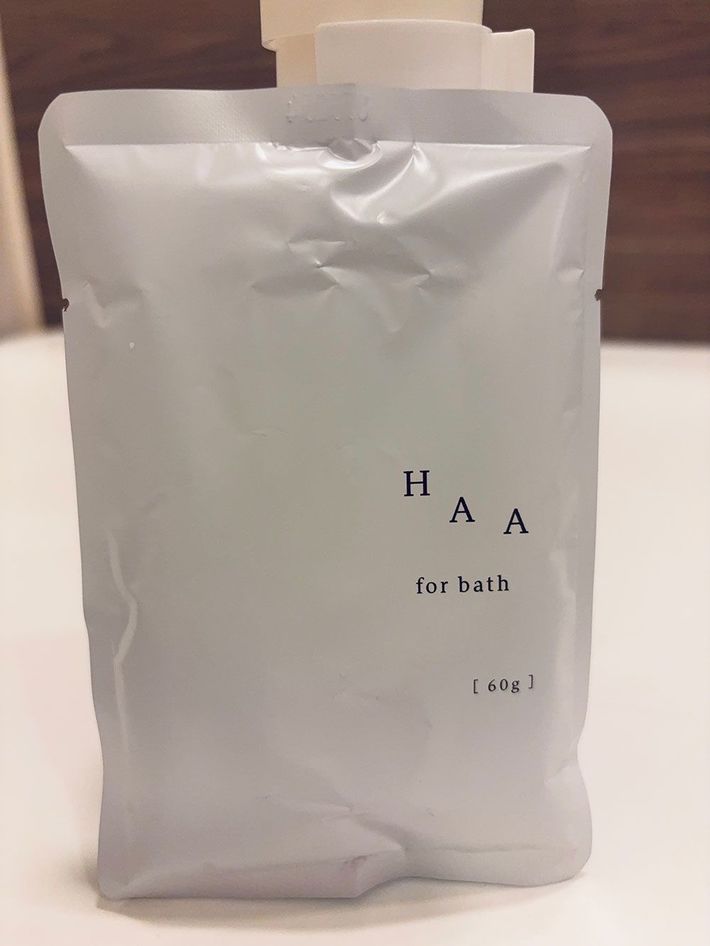 HAA
for bath
[ 60g ]